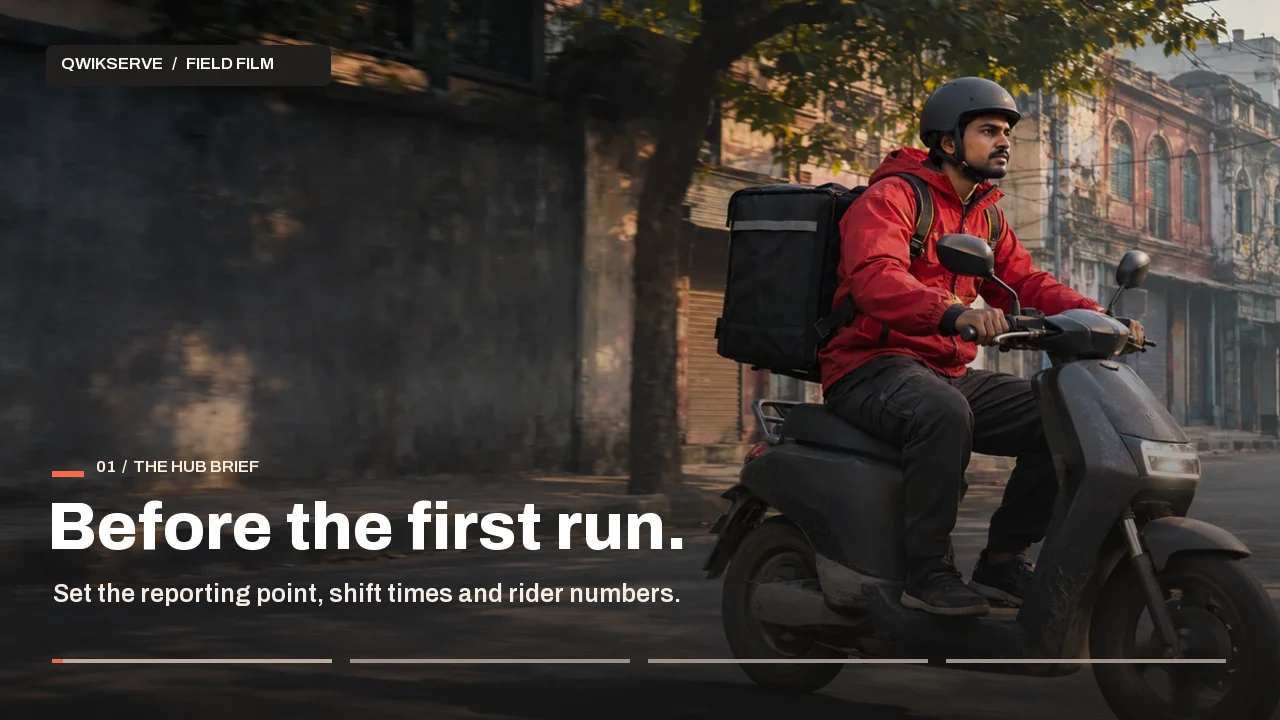 QWIKSERVE / FIELD FILM
01 / THE HUB BRIEF
Before the first run.
Set the reporting point, shift times and rider numbers.